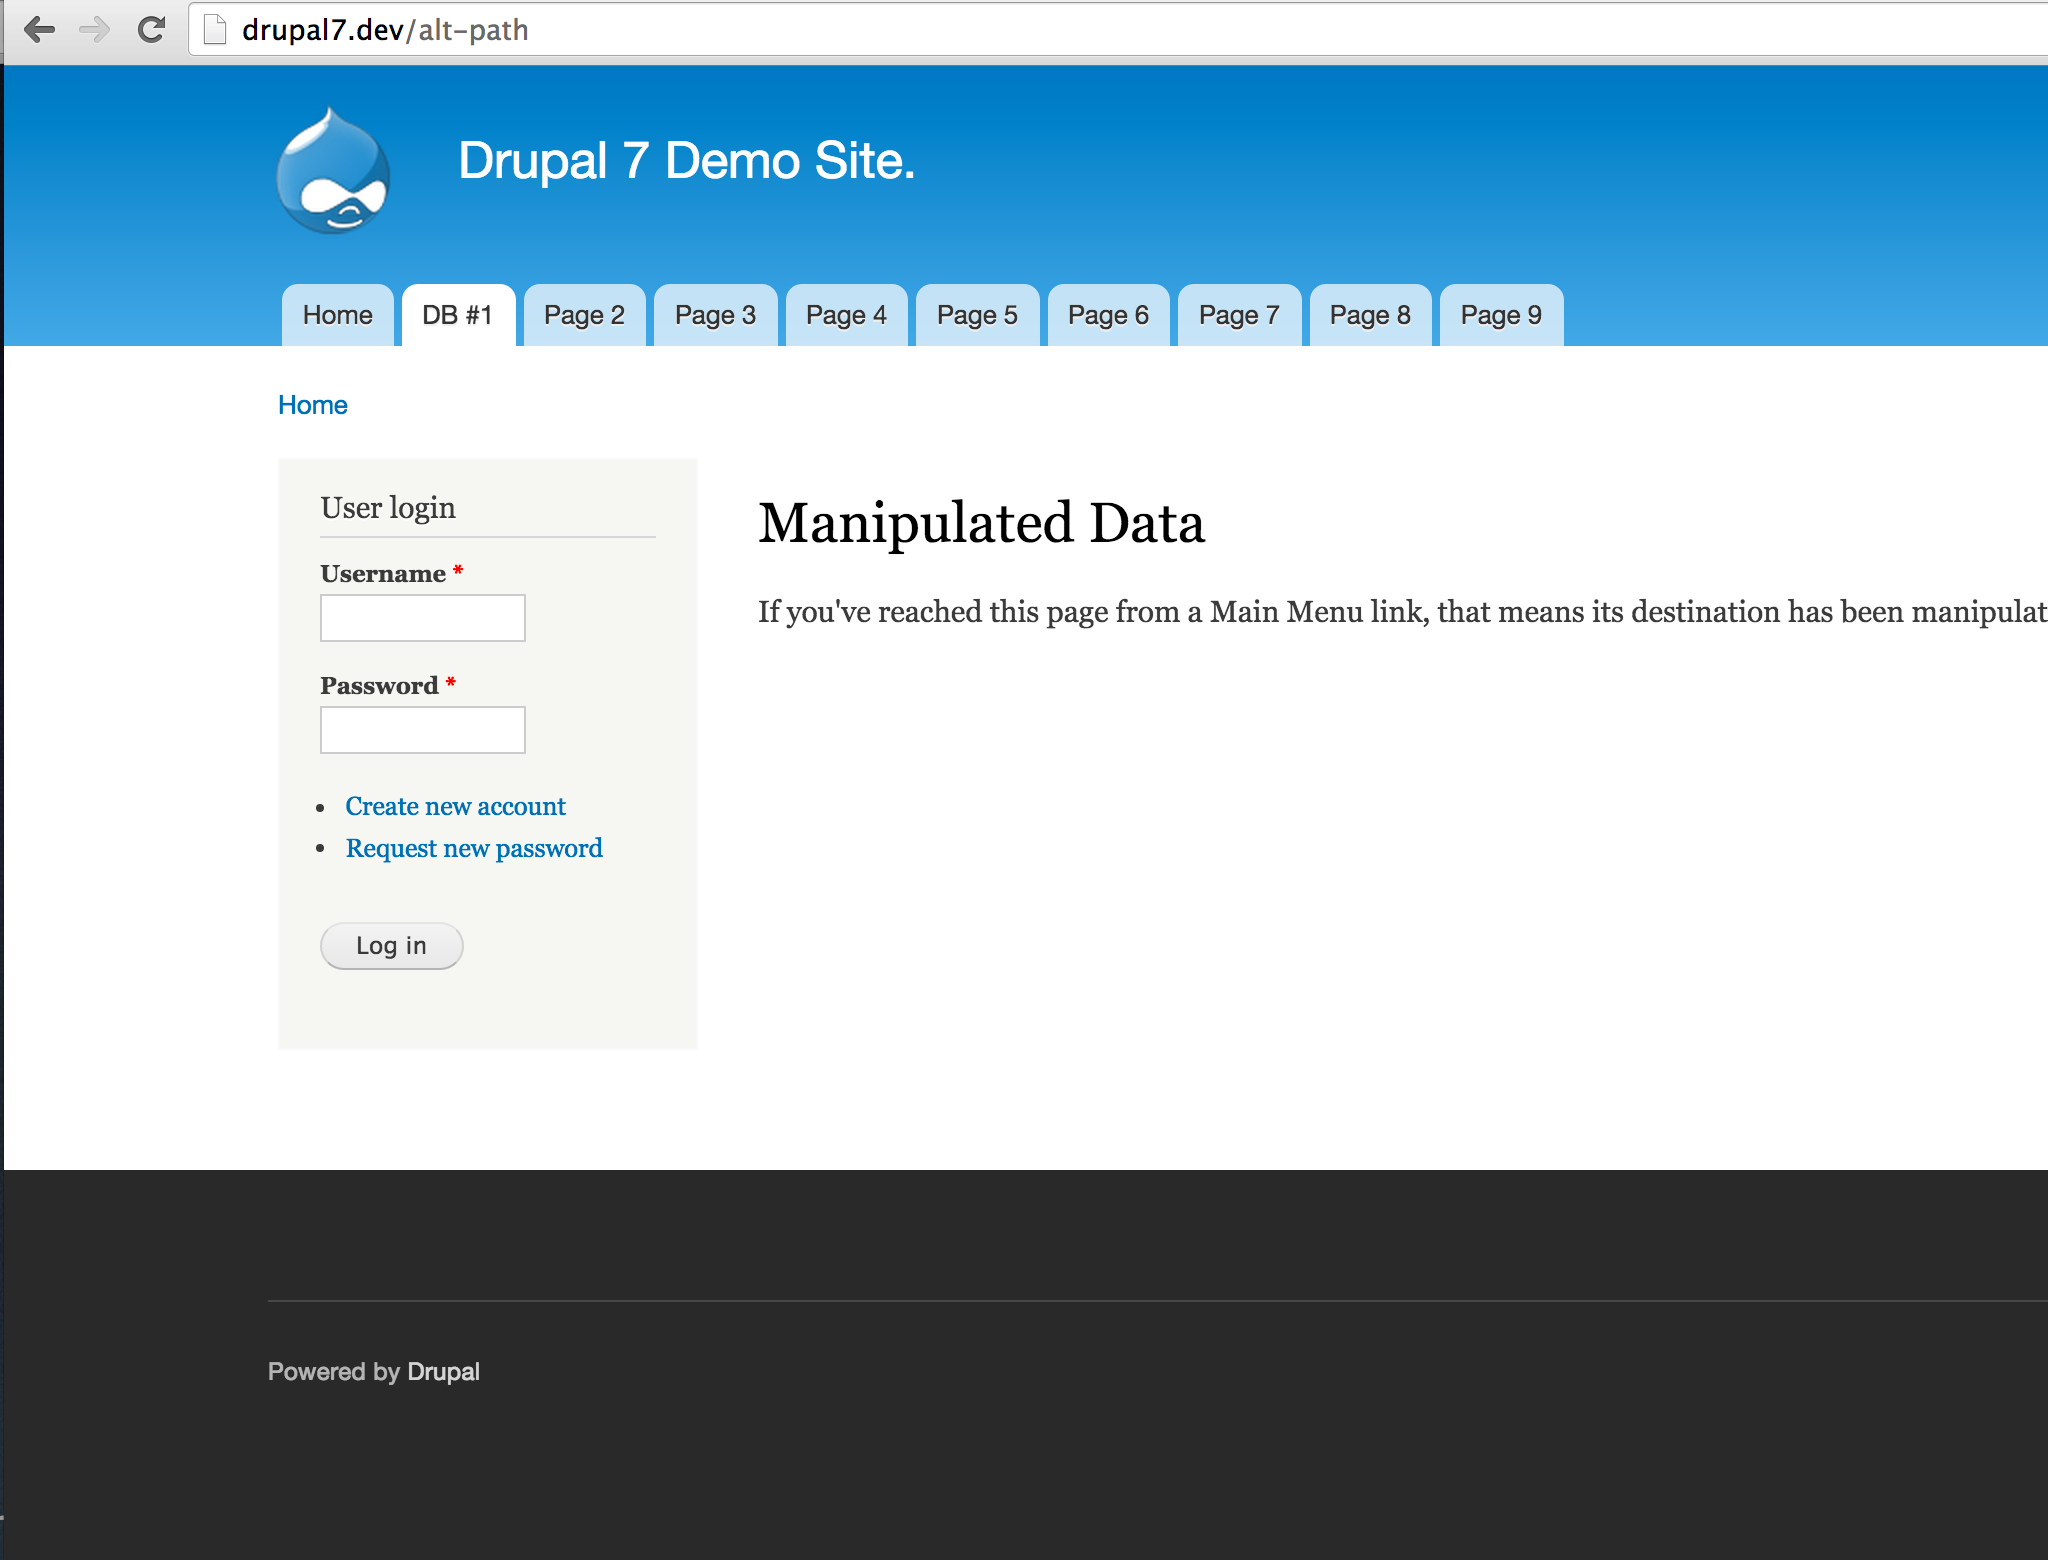 drupal7.dev/alt-path
Drupal 7 Demo Site.
Home DB #1 Page 2 Page 3 Page 4 Page 5 Page 6 Page 7 Page 8 Page 9
Home
User login
Username *
Password *
Create new account
Request new password
Log in
Manipulated Data
If you've reached this page from a Main Menu link, that means its destination has been manipulat
Powered by Drupal